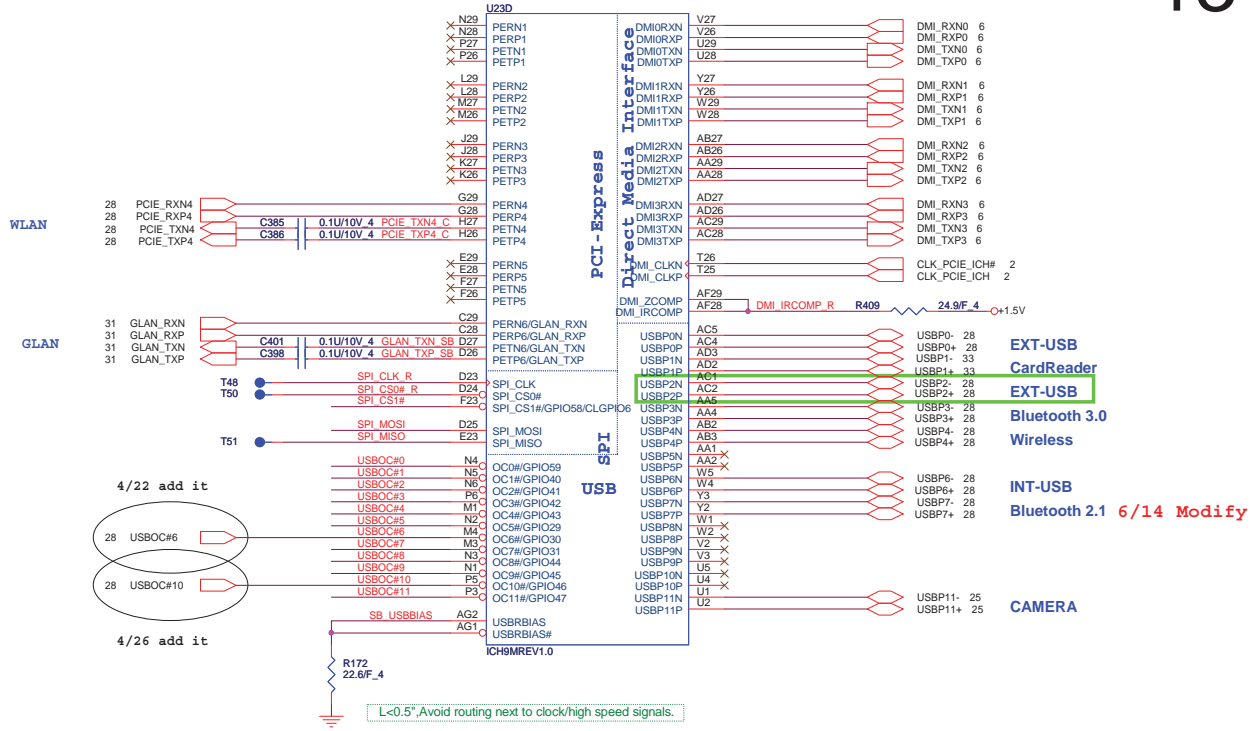 U23D
N29 PERN1 DMI0RXN V27 DMI_RXN0 6
N28 PERP1 DMI0RXP V26 DMI_RXP0 6
P27 PETN1 DMI0TXN U29 DMI_TXN0 6
P26 PETP1 DMI0TXP U28 DMI_TXP0 6
L29 PERN2 DMI1RXN Y27 DMI_RXN1 6
L28 PERP2 DMI1RXP Y26 DMI_RXP1 6
M27 PETN2 DMI1TXN W29 DMI_TXN1 6
M26 PETP2 DMI1TXP W28 DMI_TXP1 6
J29 PERN3 DMI2RXN AB27 DMI_RXN2 6
J28 PERP3 DMI2RXP AB26 DMI_RXP2 6
K27 PETN3 DMI2TXN AA29 DMI_TXN2 6
K26 PETP3 DMI2TXP AA28 DMI_TXP2 6
PCI-Express
Direct Media Interface
WLAN
28 PCIE_RXN4 G29 PERN4 DMI3RXN AD27 DMI_RXN3 6
28 PCIE_RXP4 G28 PERP4 DMI3RXP AD26 DMI_RXP3 6
28 PCIE_TXN4 C385 0.1U/10V_4 PCIE_TXN4_C H27 PETN4 DMI3TXN AC29 DMI_TXN3 6
28 PCIE_TXP4 C386 0.1U/10V_4 PCIE_TXP4_C H26 PETP4 DMI3TXP AC28 DMI_TXP3 6
E29 PERN5 DMI_CLKN T26 CLK_PCIE_ICH# 2
E28 PERP5 DMI_CLKP T25 CLK_PCIE_ICH 2
F27 PETN5
F26 PETP5 DMI_ZCOMP AF29
DMI_IRCOMP AF28 DMI_IRCOMP_R R409 24.9/F_4 +1.5V
GLAN
31 GLAN_RXN C29 PERN6/GLAN_RXN
31 GLAN_RXP C28 PERP6/GLAN_RXP USBP0N AC5 USBP0- 28
31 GLAN_TXN C401 0.1U/10V_4 GLAN_TXN_SB D27 PETN6/GLAN_TXN USBP0P AC4 USBP0+ 28 EXT-USB
31 GLAN_TXP C398 0.1U/10V_4 GLAN_TXP_SB D26 PETP6/GLAN_TXP USBP1N AD3 USBP1- 33
USBP1P AD2 USBP1+ 33 CardReader
T48 SPI_CLK_R D23 SPI_CLK USBP2N AC1 USBP2- 28
T50 SPI_CS0#_R D24 SPI_CS0# USBP2P AC2 USBP2+ 28 EXT-USB
SPI_CS1# F23 SPI_CS1#/GPIO58/CLGPIO6 USBP3N AA5 USBP3- 28
USBP3P AA4 USBP3+ 28 Bluetooth 3.0
SPI_MOSI D25 SPI_MOSI USBP4N AB2 USBP4- 28
T51 SPI_MISO E23 SPI_MISO USBP4P AB3 USBP4+ 28 Wireless
SPI
USBP5N AA1
USBOC#0 N4 OC0#/GPIO59 USBP5P AA2
USBOC#1 N5 OC1#/GPIO40 USBP6N W5 USBP6- 28
USBOC#2 N6 OC2#/GPIO41 USB USBP6P W4 USBP6+ 28 INT-USB
USBOC#3 P6 OC3#/GPIO42 USBP7N Y3 USBP7- 28
USBOC#4 M1 OC4#/GPIO43 USBP7P Y2 USBP7+ 28 Bluetooth 2.1 6/14 Modify
4/22 add it
USBOC#5 N2 OC5#/GPIO29 USBP8N W1
28 USBOC#6 USBOC#6 M4 OC6#/GPIO30 USBP8P W2
USBOC#7 M3 OC7#/GPIO31 USBP9N V2
USBOC#8 N3 OC8#/GPIO44 USBP9P V3
USBOC#9 N1 OC9#/GPIO45 USBP10N U5
28 USBOC#10 USBOC#10 P5 OC10#/GPIO46 USBP10P U4
USBOC#11 P3 OC11#/GPIO47 USBP11N U1 USBP11- 25
USBP11P U2 USBP11+ 25 CAMERA
SB_USBBIAS AG2 USBRBIAS
AG1 USBRBIAS#
4/26 add it
ICH9MREV1.0
R172
22.6/F_4
L<0.5",Avoid routing next to clock/high speed signals.